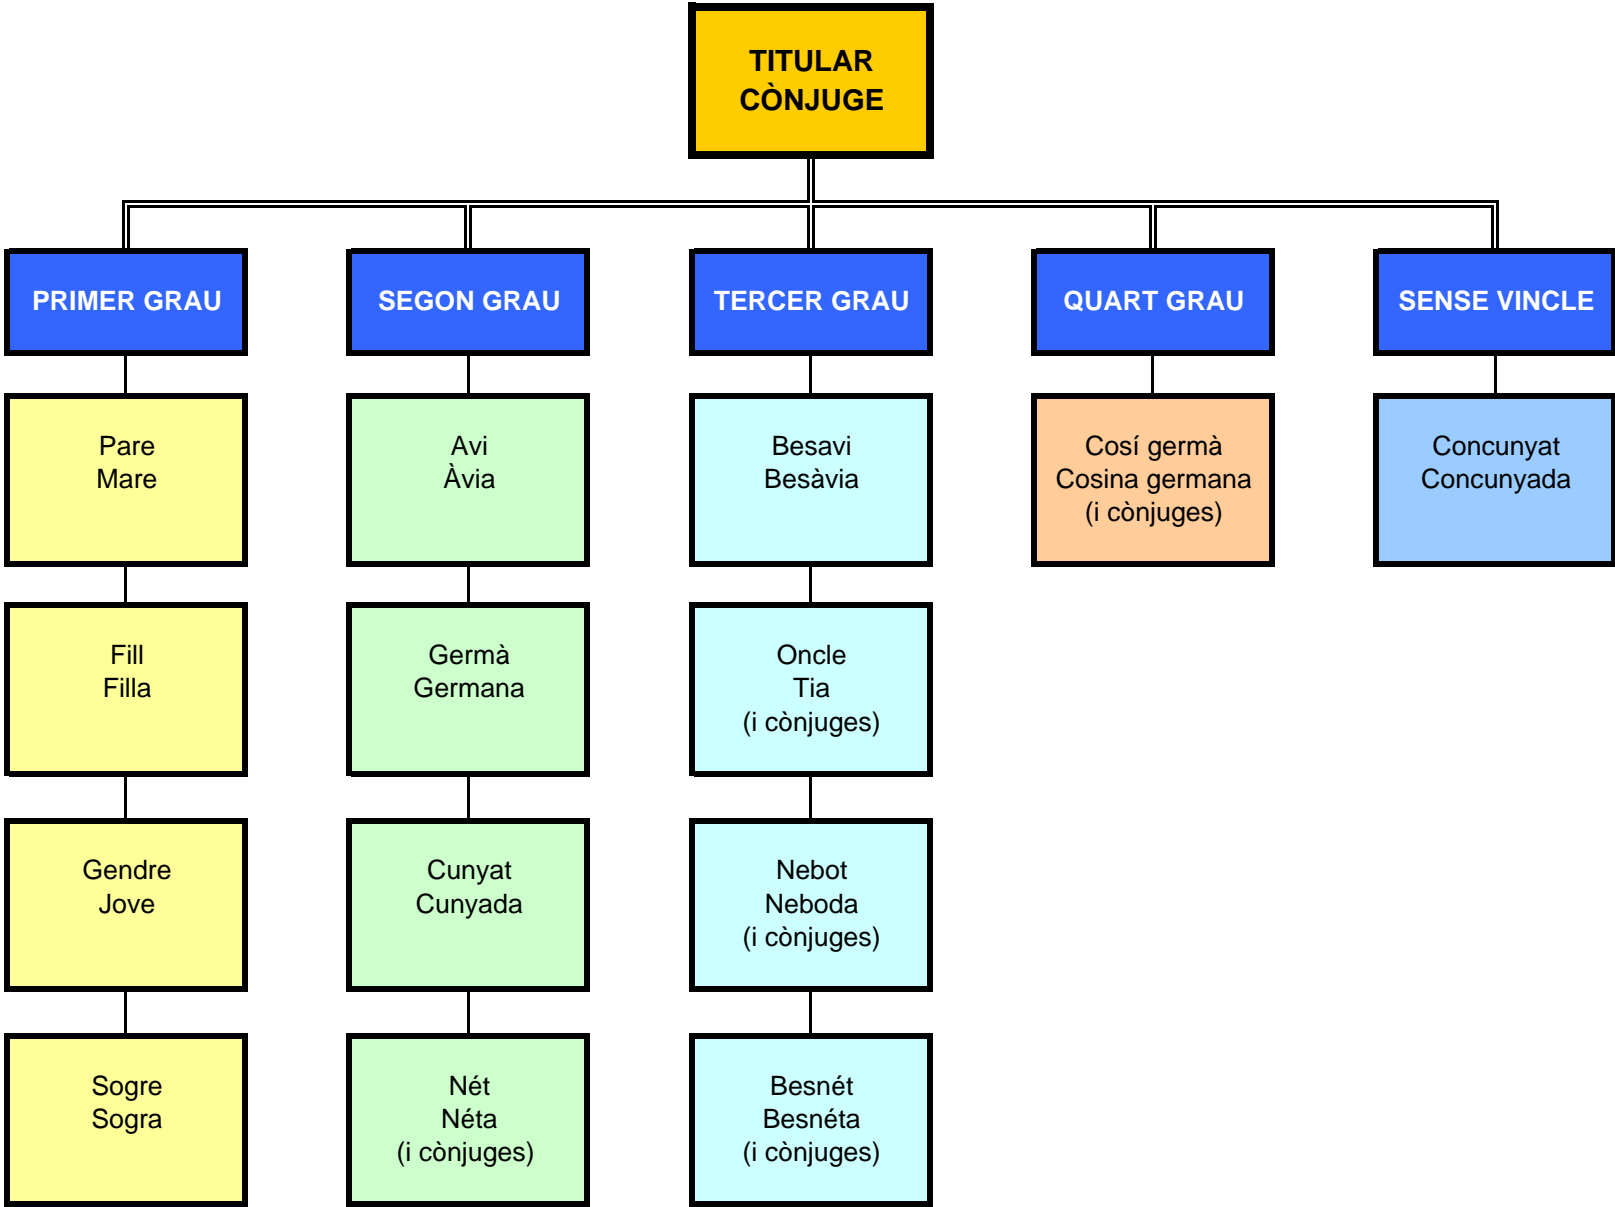 TITULAR
CÒNJUGE
PRIMER GRAU
SEGON GRAU
TERCER GRAU
QUART GRAU
SENSE VINCLE
Pare
Mare
Avi
Àvia
Besavi
Besàvia
Cosí germà
Cosina germana
(i cònjuges)
Concunyat
Concunyada
Fill
Filla
Germà
Germana
Oncle
Tia
(i cònjuges)
Gendre
Jove
Cunyat
Cunyada
Nebot
Neboda
(i cònjuges)
Sogre
Sogra
Nét
Néta
(i cònjuges)
Besnét
Besnéta
(i cònjuges)